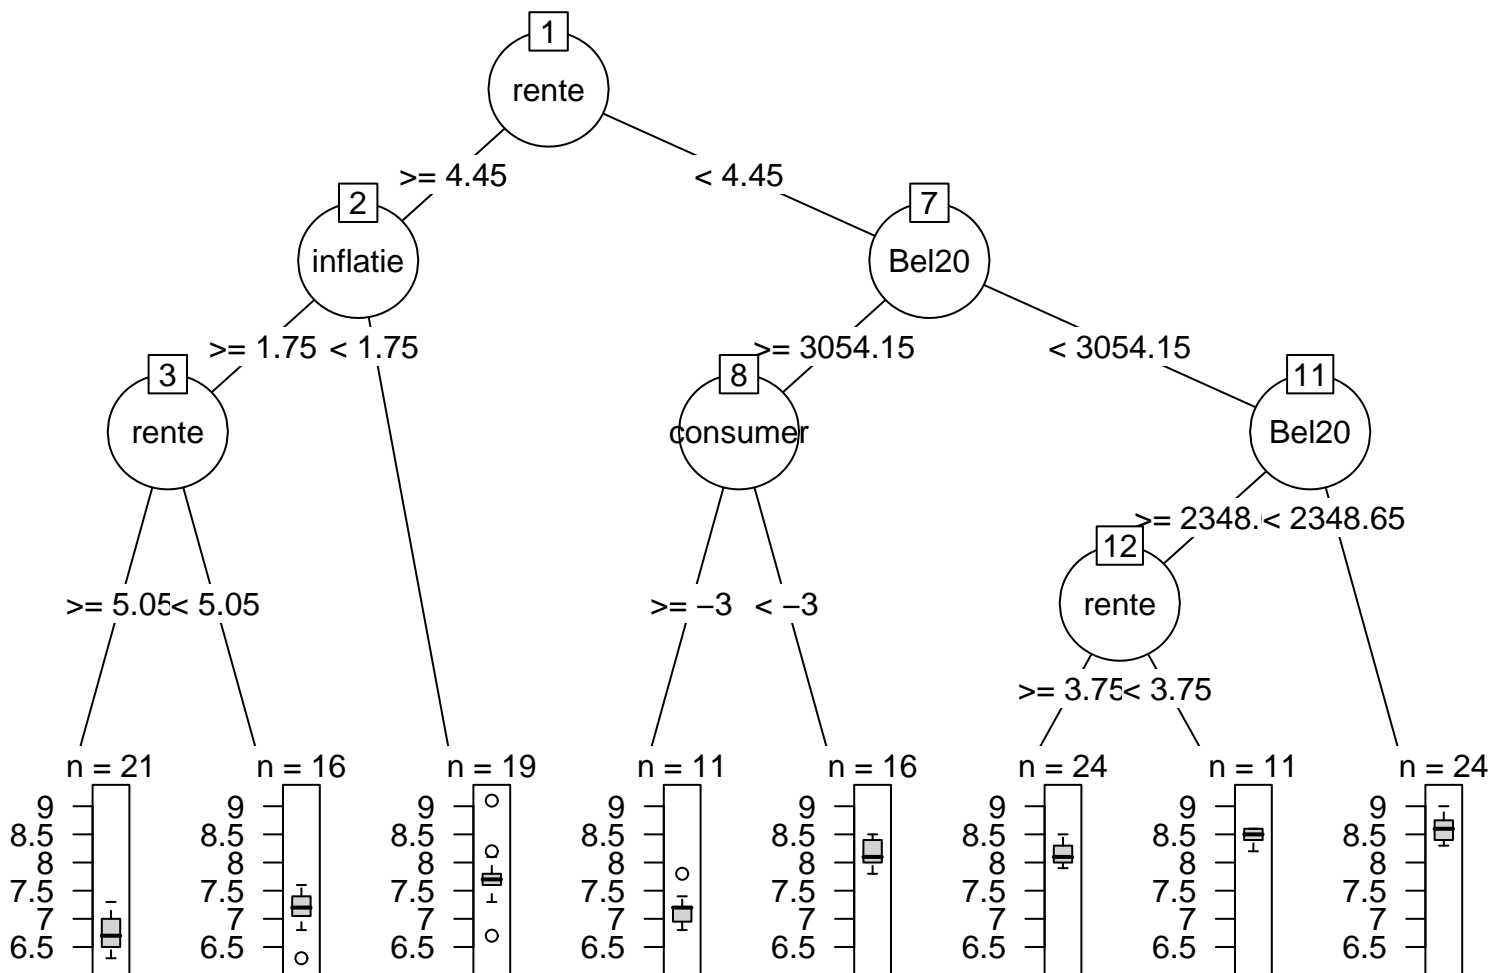 1
rente
>= 4.45 < 4.45
2 7
inflatie Bel20
>= 1.75 < 1.75 >= 3054.15 < 3054.15
3 8 11
rente consumer Bel20
>= 2348. < 2348.65
12
>= 5.05 < 5.05 >= −3 < −3 rente
>= 3.75 < 3.75
n = 21 n = 16 n = 19 n = 11 n = 16 n = 24 n = 11 n = 24
9 9 9 9 9 9 9 9
8.5 8.5 8.5 8.5 8.5 8.5 8.5 8.5
8 8 8 8 8 8 8 8
7.5 7.5 7.5 7.5 7.5 7.5 7.5 7.5
7 7 7 7 7 7 7 7
6.5 6.5 6.5 6.5 6.5 6.5 6.5 6.5